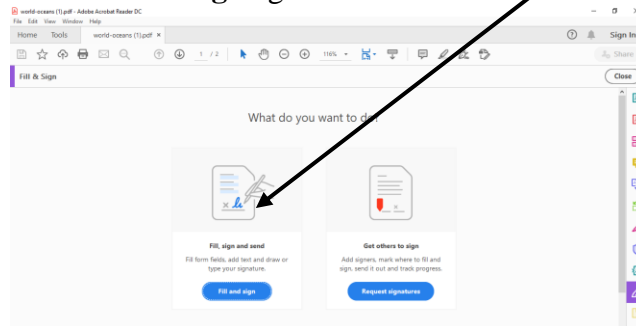 world-oceans (1).pdf - Adobe Acrobat Reader DC
File Edit View Window Help
Home Tools world-oceans (1).pdf × Sign In
1 / 2 116%
Share
Fill & Sign Close
What do you want to do?
Fill, sign and send
Fill form fields, add text and draw or
type your signature.
Fill and sign
Get others to sign
Add signers, mark where to fill and
sign, send it out and track progress.
Request signatures